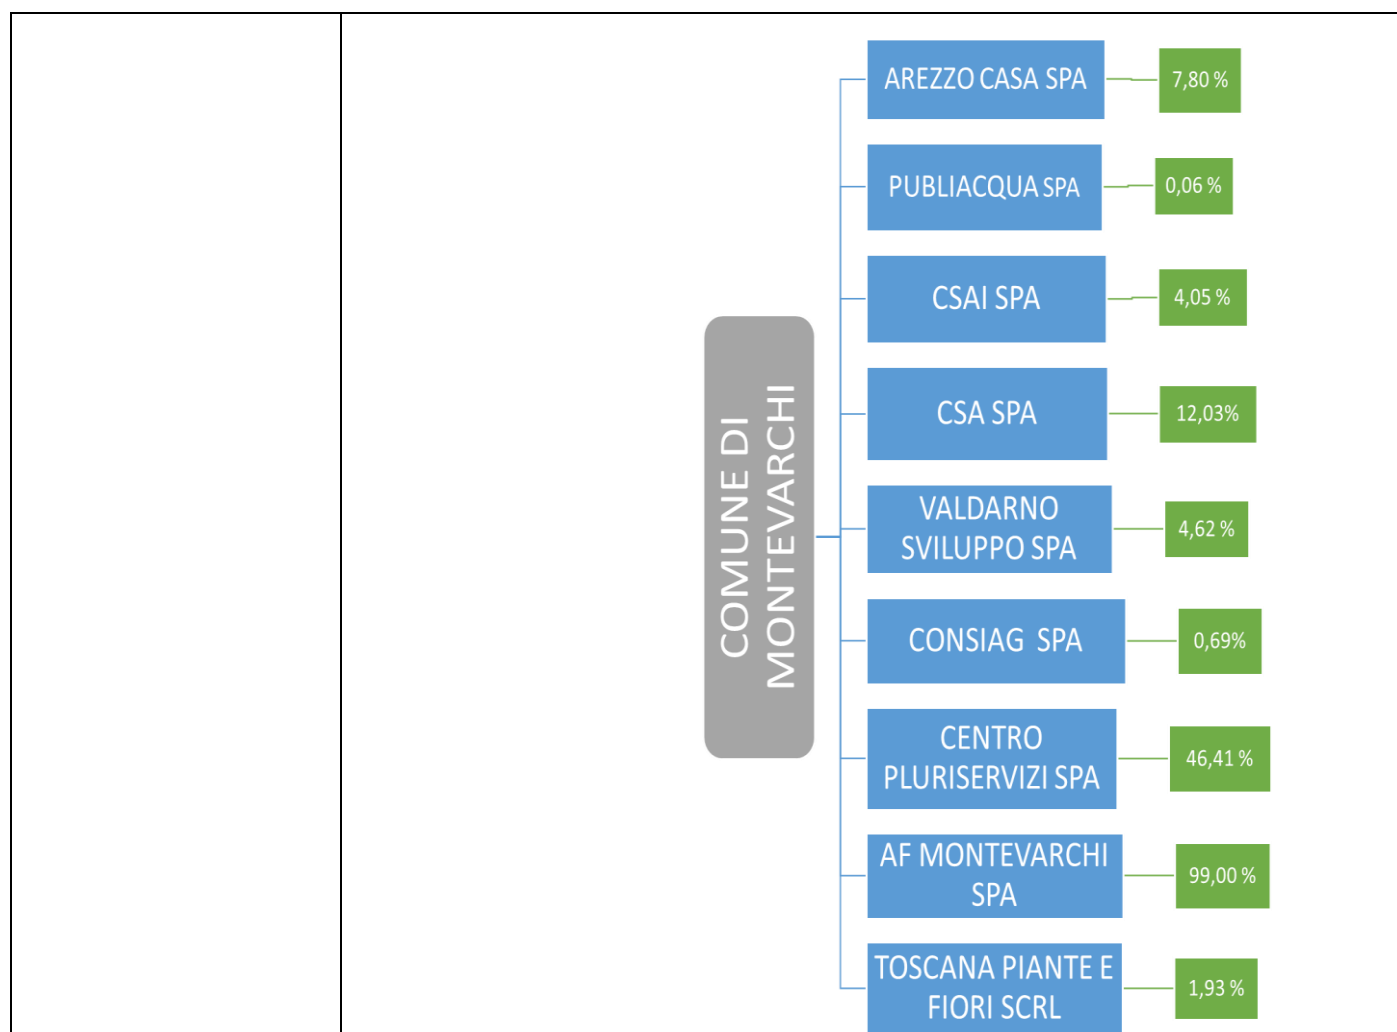 COMUNE DI
MONTEVARCHI
AREZZO CASA SPA
7,80 %
PUBLIACQUA SPA
0,06 %
CSAI SPA
4,05 %
CSA SPA
12,03%
VALDARNO
SVILUPPO SPA
4,62 %
CONSIAG SPA
0,69%
CENTRO
PLURISERVIZI SPA
46,41 %
AF MONTEVARCHI
SPA
99,00 %
TOSCANA PIANTE E
FIORI SCRL
1,93 %